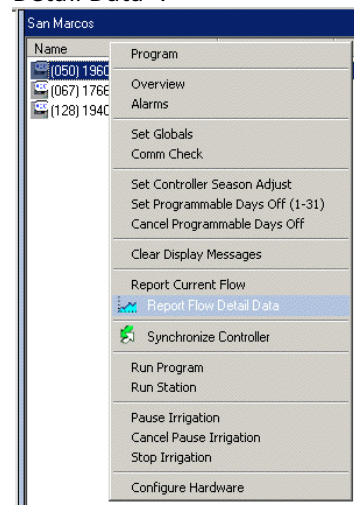 San Marcos
Name
(050) 1960
(067) 1766
(128) 1940
Program
Overview
Alarms
Set Globals
Comm Check
Set Controller Season Adjust
Set Programmable Days Off (1-31)
Cancel Programmable Days Off
Clear Display Messages
Report Current Flow
Report Flow Detail Data
Synchronize Controller
Run Program
Run Station
Pause Irrigation
Cancel Pause Irrigation
Stop Irrigation
Configure Hardware